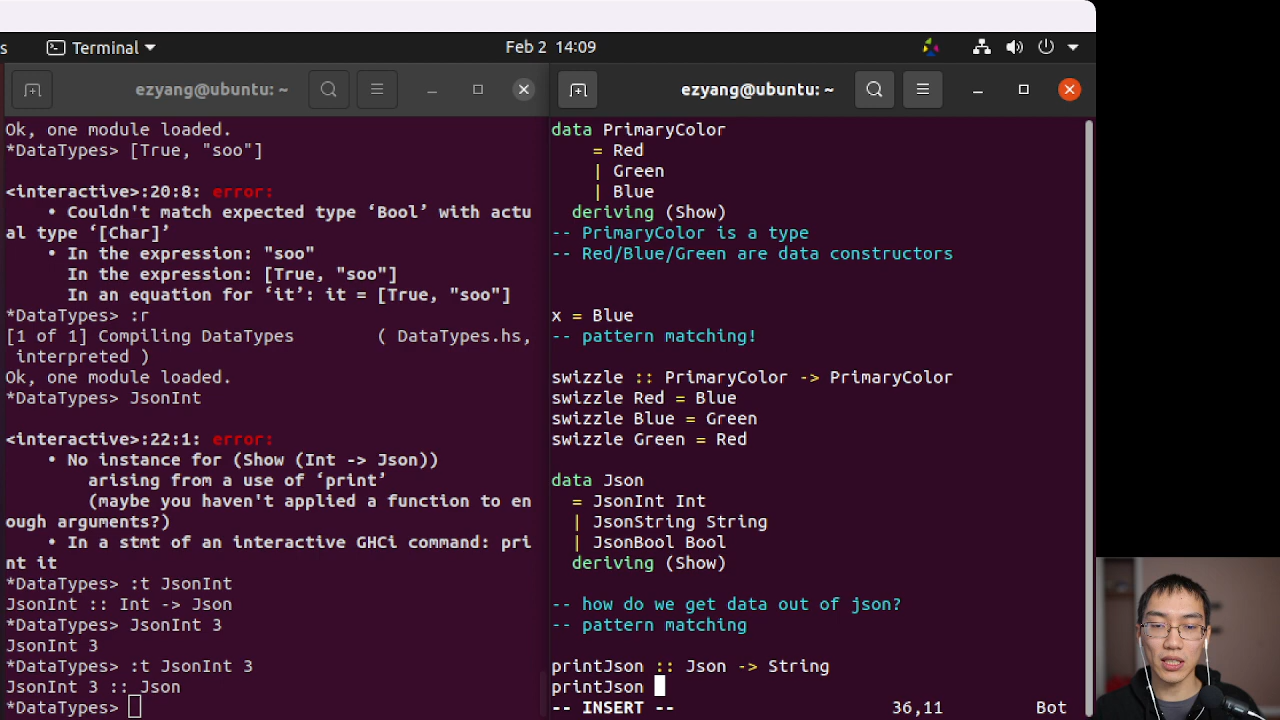 s Terminal Feb 2 14:09
ezyang@ubuntu: ~
Ok, one module loaded.
*DataTypes> [True, "soo"]
<interactive>:20:8: error:
• Couldn't match expected type ‘Bool’ with actu
al type ‘[Char]’
• In the expression: "soo"
In the expression: [True, "soo"]
In an equation for ‘it’: it = [True, "soo"]
*DataTypes> :r
[1 of 1] Compiling DataTypes ( DataTypes.hs,
interpreted )
Ok, one module loaded.
*DataTypes> JsonInt
<interactive>:22:1: error:
• No instance for (Show (Int -> Json))
arising from a use of ‘print’
(maybe you haven't applied a function to en
ough arguments?)
• In a stmt of an interactive GHCi command: pri
nt it
*DataTypes> :t JsonInt
JsonInt :: Int -> Json
*DataTypes> JsonInt 3
JsonInt 3
*DataTypes> :t JsonInt 3
JsonInt 3 :: Json
*DataTypes>
ezyang@ubuntu: ~
data PrimaryColor
= Red
| Green
| Blue
deriving (Show)
-- PrimaryColor is a type
-- Red/Blue/Green are data constructors
x = Blue
-- pattern matching!
swizzle :: PrimaryColor -> PrimaryColor
swizzle Red = Blue
swizzle Blue = Green
swizzle Green = Red
data Json
= JsonInt Int
| JsonString String
| JsonBool Bool
deriving (Show)
-- how do we get data out of json?
-- pattern matching
printJson :: Json -> String
printJson
-- INSERT -- 36,11 Bot